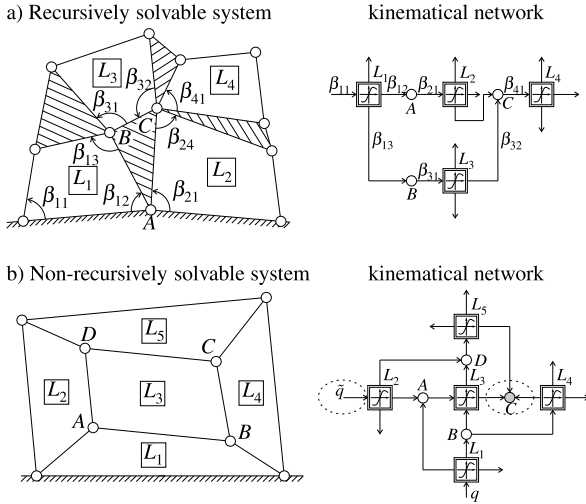 a) Recursively solvable system
kinematical network
L₃
β₃₂
L₄
β₃₁
C
β₄₁
B
β₂₄
β₁₃
L₁
L₂
β₁₁
β₁₂
β₂₁
A
β₁₁ L₁ β₁₂ β₂₁ L₂ β₄₁ L₄
A
C
β₁₃
β₃₂
β₃₁ L₃
B
b) Non-recursively solvable system
kinematical network
L₅
D
C
L₂
L₃
L₄
A
B
L₁
L₅
D
q̃ L₂ A L₃ L₄
C
B
L₁
q